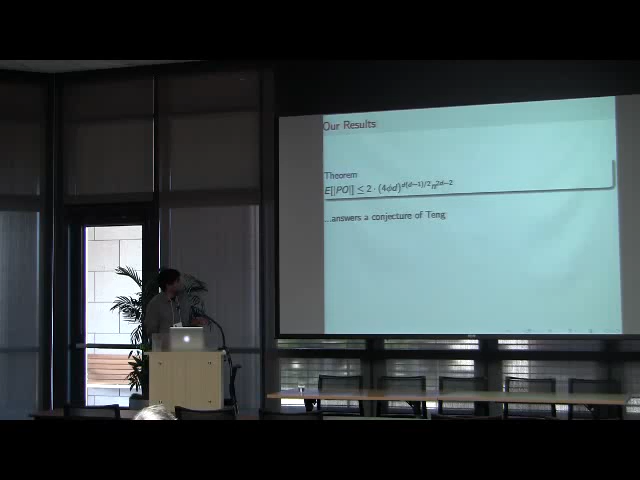 Our Results
Theorem
E[|PO|] ≤ 2 · (4ϕd)^{d(d−1)/2} n^{2d−2}
...answers a conjecture of Teng